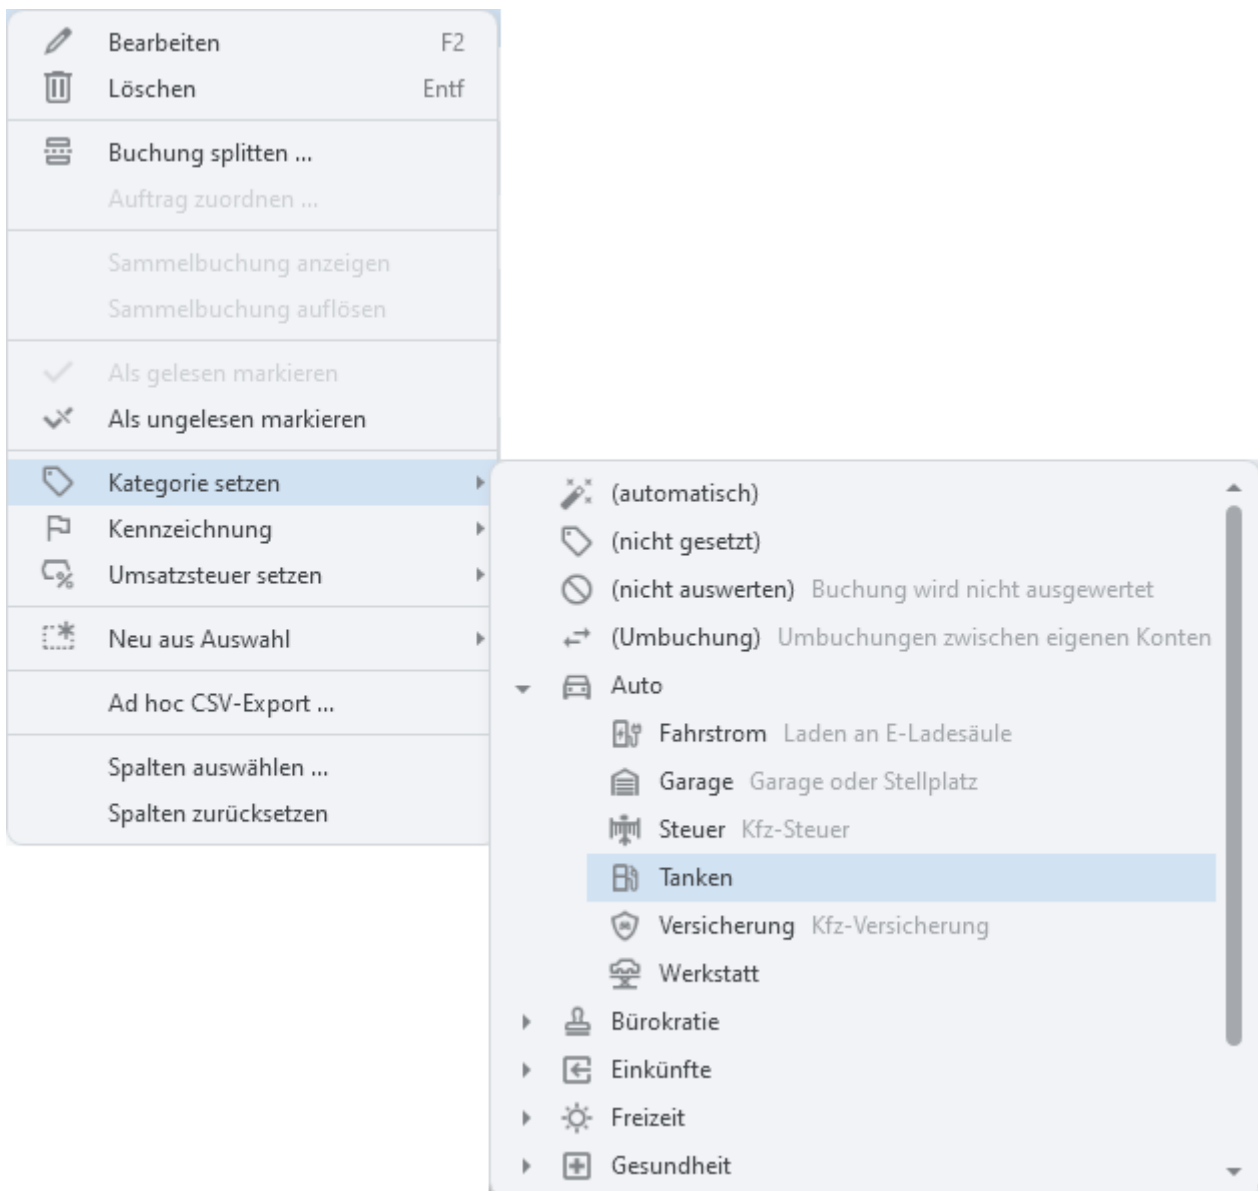 Bearbeiten F2
Löschen Entf
Buchung splitten ...
Auftrag zuordnen ...
Sammelbuchung anzeigen
Sammelbuchung auflösen
Als gelesen markieren
Als ungelesen markieren
Kategorie setzen
Kennzeichnung
Umsatzsteuer setzen
Neu aus Auswahl
Ad hoc CSV-Export ...
Spalten auswählen ...
Spalten zurücksetzen
(automatisch)
(nicht gesetzt)
(nicht auswerten) Buchung wird nicht ausgewertet
(Umbuchung) Umbuchungen zwischen eigenen Konten
Auto
Fahrstrom Laden an E-Ladesäule
Garage Garage oder Stellplatz
Steuer Kfz-Steuer
Tanken
Versicherung Kfz-Versicherung
Werkstatt
Bürokratie
Einkünfte
Freizeit
Gesundheit